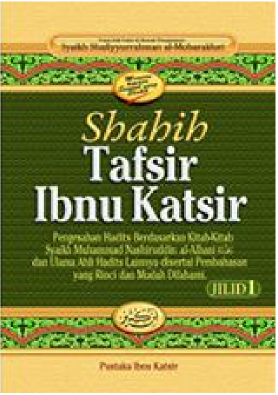 Syaikh Shafiyyurrahman al-Mubarakfuri
Shahih
Tafsir
Ibnu Katsir
Pengesahan Hadits Berdasarkan Kitab-Kitab
Syaikh Muhammad Nashiruddin al-Albani
dan Ulama Ahli Hadits Lainnya disertai Pembahasan
yang Rinci dan Mudah Difahami.
JILID 1
Pustaka Ibnu Katsir